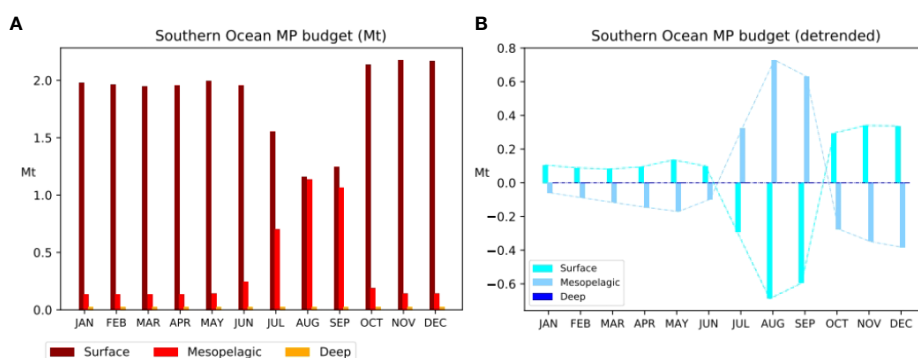 A
Southern Ocean MP budget (Mt)
2.0
1.5
Mt
1.0
0.5
0.0
JAN FEB MAR APR MAY JUN JUL AUG SEP OCT NOV DEC
Surface Mesopelagic Deep
B
Southern Ocean MP budget (detrended)
0.8
0.6
0.4
0.2
Mt
0.0
−0.2
−0.4
−0.6
Surface
Mesopelagic
Deep
JAN FEB MAR APR MAY JUN JUL AUG SEP OCT NOV DEC